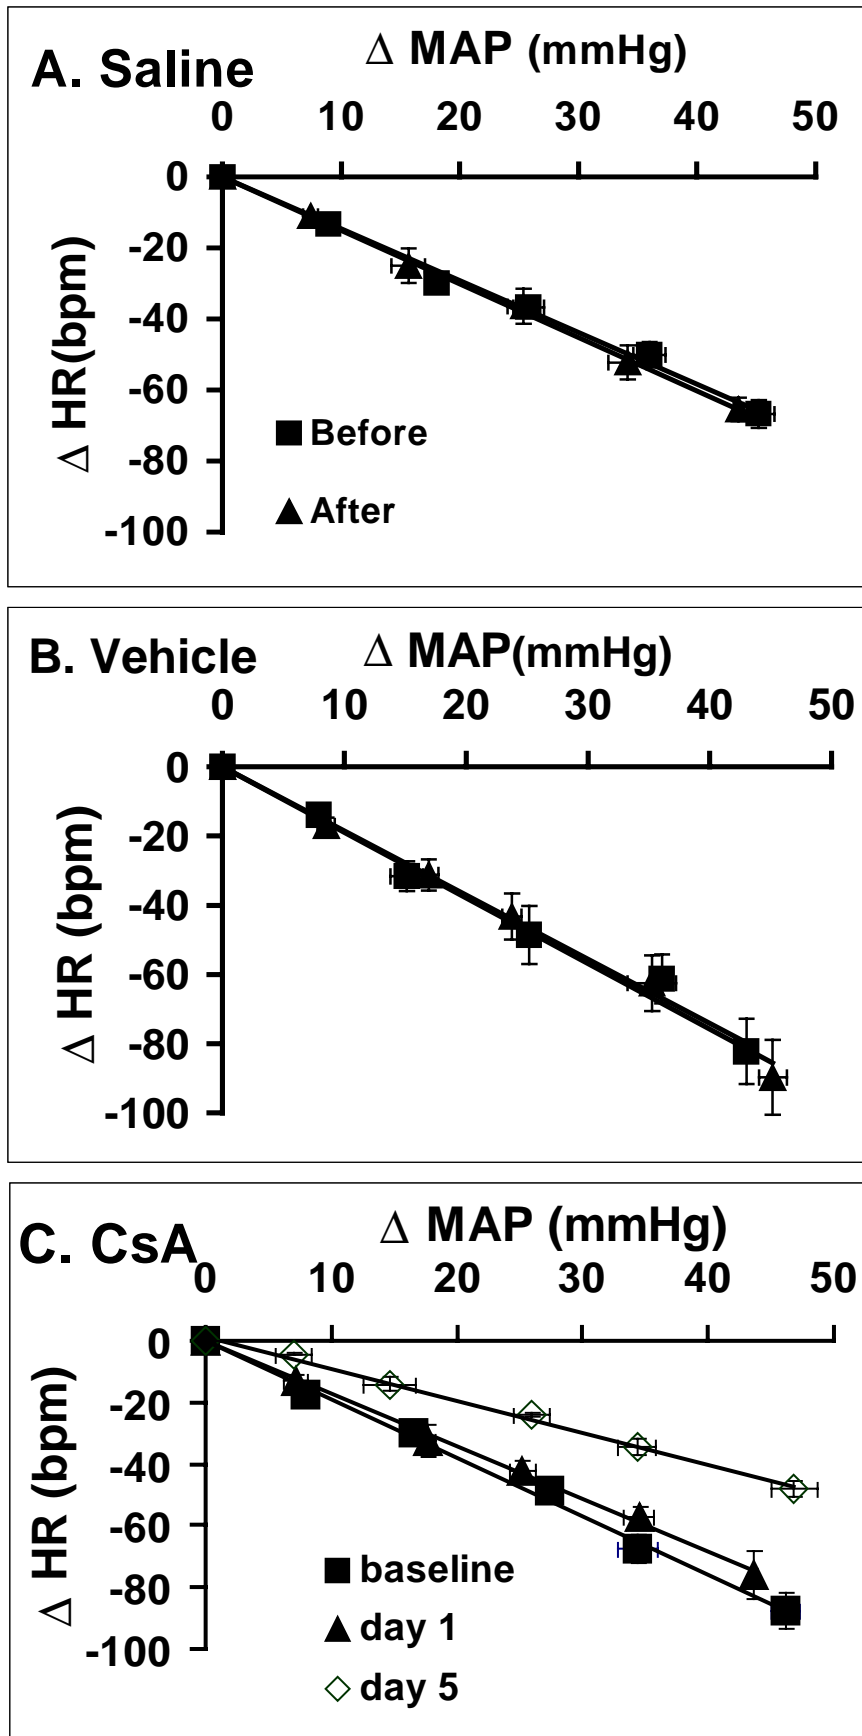 A. Saline
Δ MAP (mmHg)
0 10 20 30 40 50
0
-20
-40
-60
-80
-100
Δ HR(bpm)
Before
After
B. Vehicle
Δ MAP(mmHg)
0 10 20 30 40 50
0
-20
-40
-60
-80
-100
Δ HR (bpm)
C. CsA
Δ MAP (mmHg)
0 10 20 30 40 50
0
-20
-40
-60
-80
-100
Δ HR (bpm)
baseline
day 1
day 5